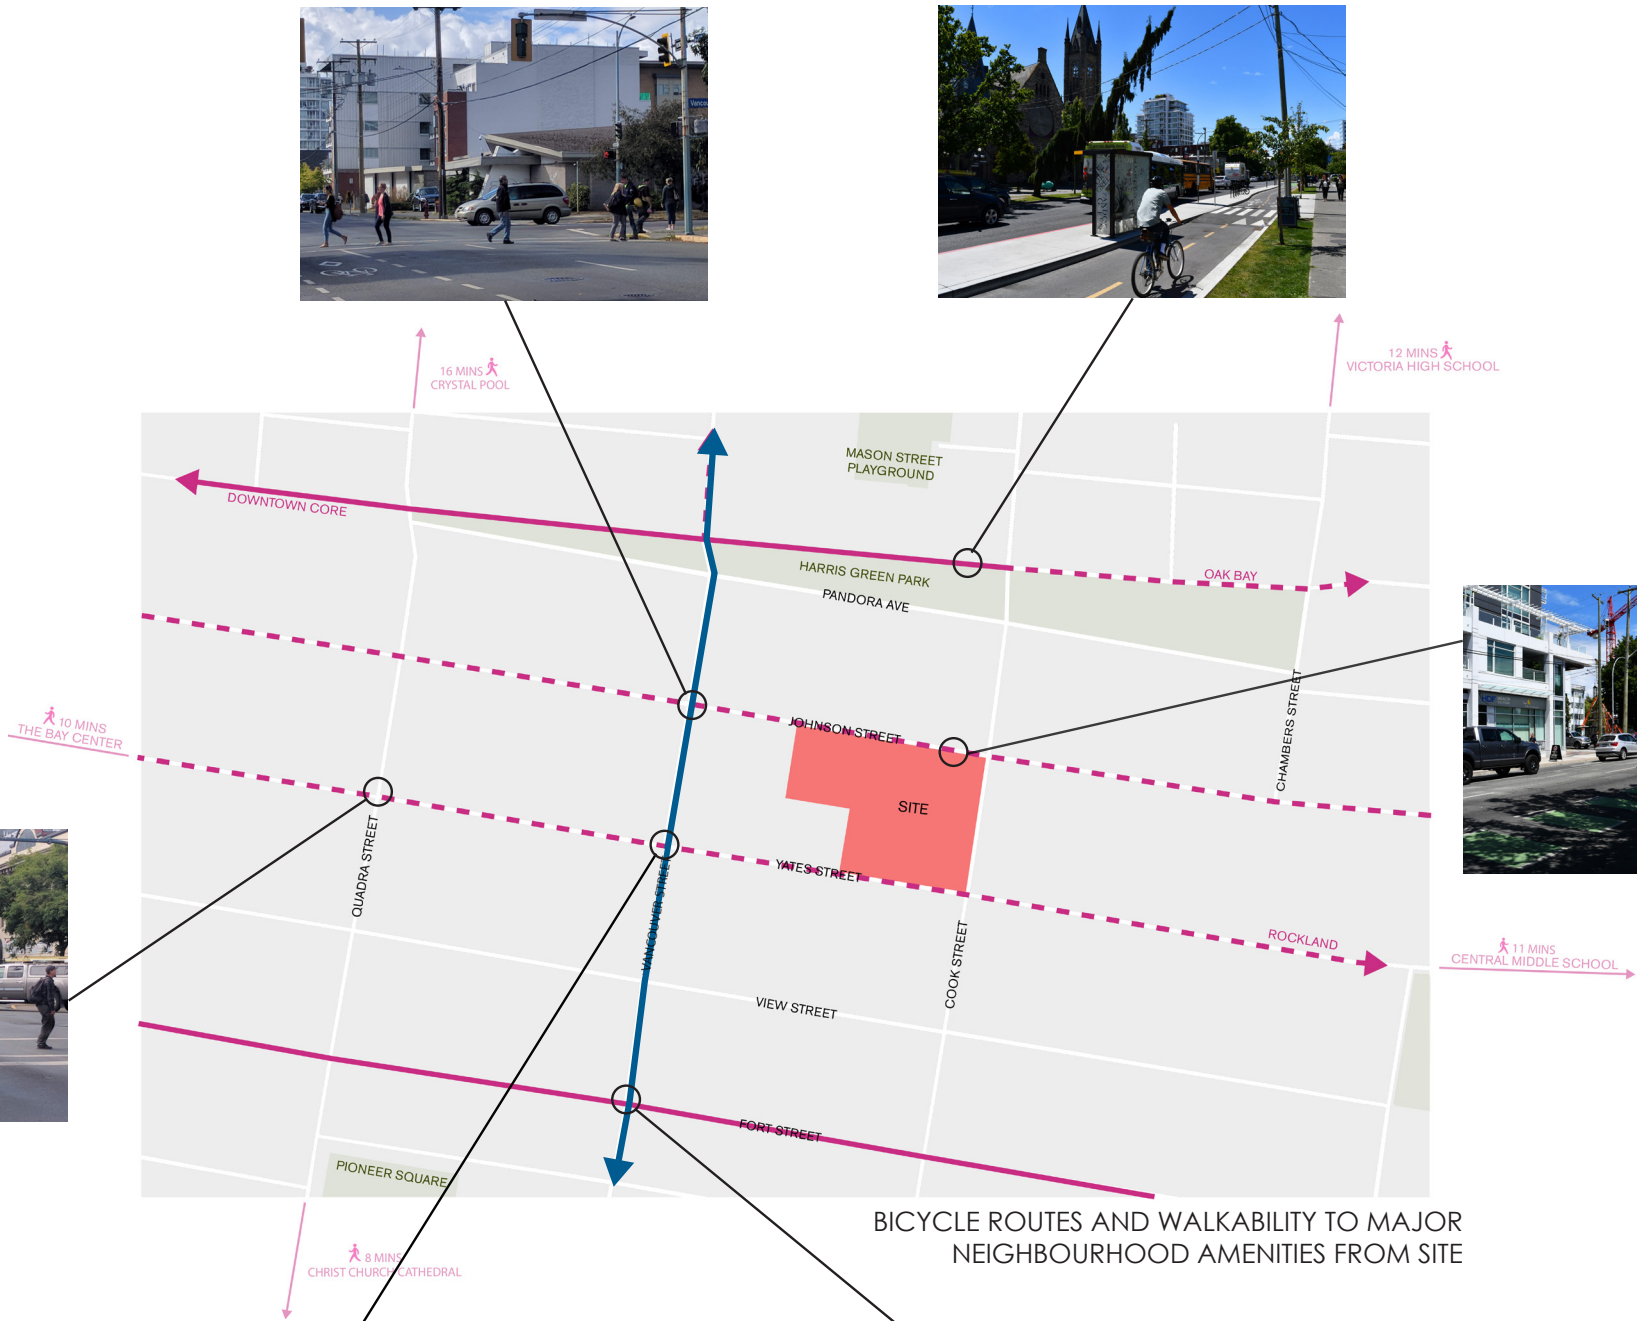 Vanco
16 MINS
CRYSTAL POOL
12 MINS
VICTORIA HIGH SCHOOL
MASON STREET
PLAYGROUND
DOWNTOWN CORE
HARRIS GREEN PARK
OAK BAY
PANDORA AVE
CHAMBERS STREET
JOHNSON STREET
10 MINS
THE BAY CENTER
SITE
QUADRA STREET
YATES STREET
VANCOUVER STREET
COOK STREET
ROCKLAND
11 MINS
CENTRAL MIDDLE SCHOOL
VIEW STREET
FORT STREET
PIONEER SQUARE
BICYCLE ROUTES AND WALKABILITY TO MAJOR
NEIGHBOURHOOD AMENITIES FROM SITE
8 MINS
CHRIST CHURCH CATHEDRAL